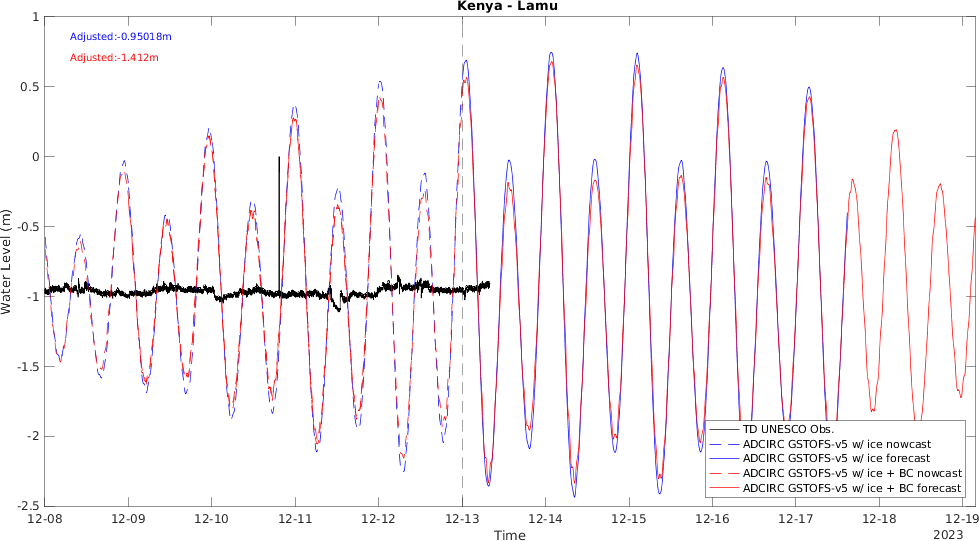 Kenya - Lamu
Adjusted:-0.95018m
Adjusted:-1.412m
Water Level (m)
1
0.5
0
-0.5
-1
-1.5
-2
-2.5
TD UNESCO Obs.
ADCIRC GSTOFS-v5 w/ ice nowcast
ADCIRC GSTOFS-v5 w/ ice forecast
ADCIRC GSTOFS-v5 w/ ice + BC nowcast
ADCIRC GSTOFS-v5 w/ ice + BC forecast
12-08 12-09 12-10 12-11 12-12 12-13 12-14 12-15 12-16 12-17 12-18 12-19
Time
2023